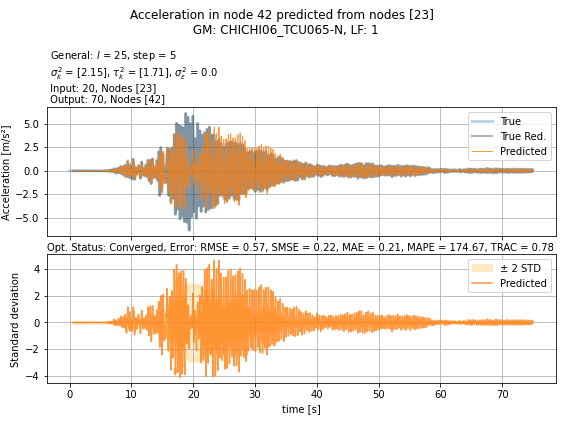 Acceleration in node 42 predicted from nodes [23]
GM: CHICHI06_TCU065-N, LF: 1
General: l = 25, step = 5
σ²ₖ = [2.15], τ²ₖ = [1.71], σ²ₑ = 0.0
Input: 20, Nodes [23]
Output: 70, Nodes [42]
Acceleration [m/s²]
5.0
2.5
0.0
−2.5
−5.0
True
True Red.
Predicted
Opt. Status: Converged, Error: RMSE = 0.57, SMSE = 0.22, MAE = 0.21, MAPE = 174.67, TRAC = 0.78
Standard deviation
4
2
0
−2
−4
± 2 STD
Predicted
0 10 20 30 40 50 60 70
time [s]